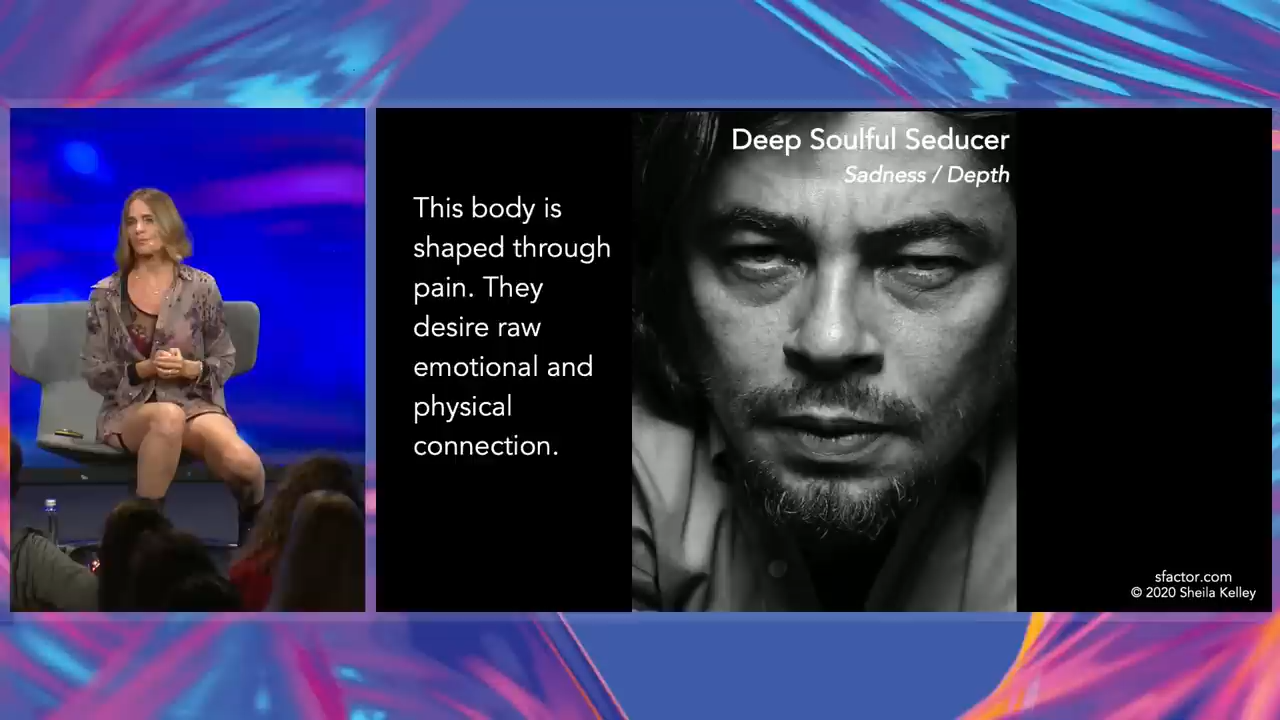 Deep Soulful Seducer
Sadness / Depth
This body is
shaped through
pain. They
desire raw
emotional and
physical
connection.
sfactor.com
© 2020 Sheila Kelley